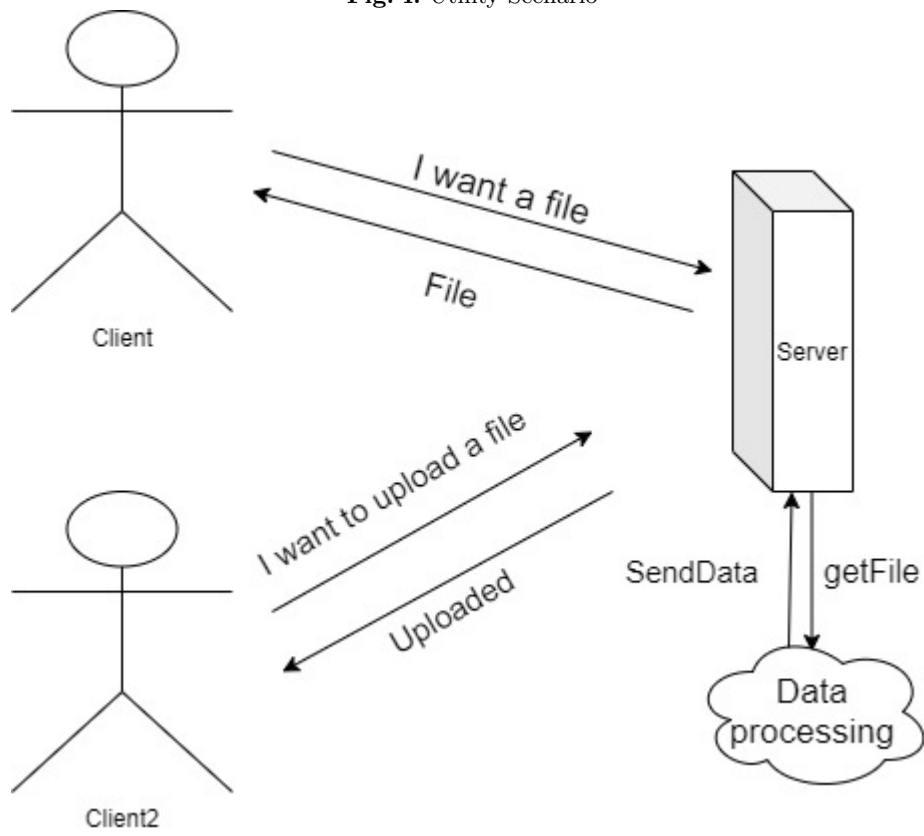 Fig. 1. Utility Scenario
I want a file
File
Client
Server
I want to upload a file
Uploaded
SendData
getFile
Data
processing
Client2